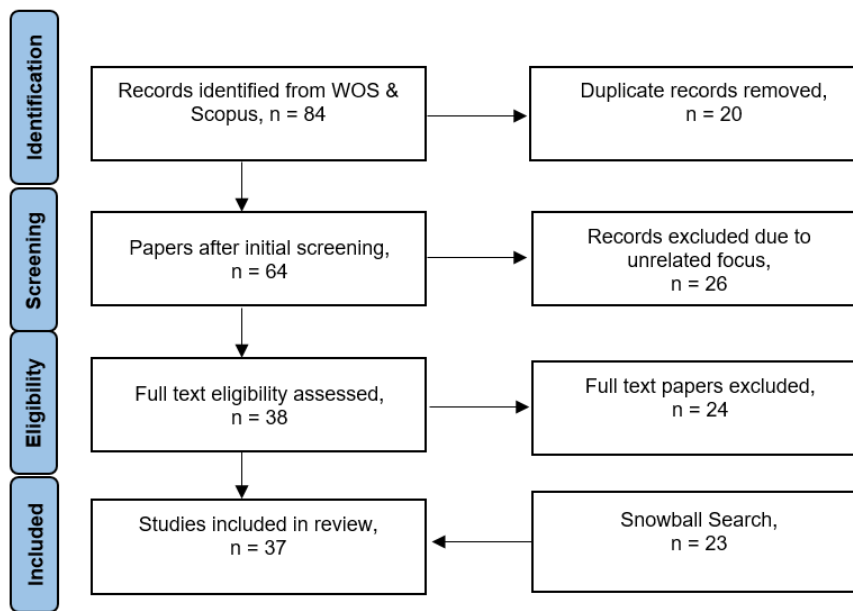 Identification
Records identified from WOS &
Scopus, n = 84
Duplicate records removed,
n = 20
Screening
Papers after initial screening,
n = 64
Records excluded due to
unrelated focus,
n = 26
Eligibility
Full text eligibility assessed,
n = 38
Full text papers excluded,
n = 24
Included
Studies included in review,
n = 37
Snowball Search,
n = 23